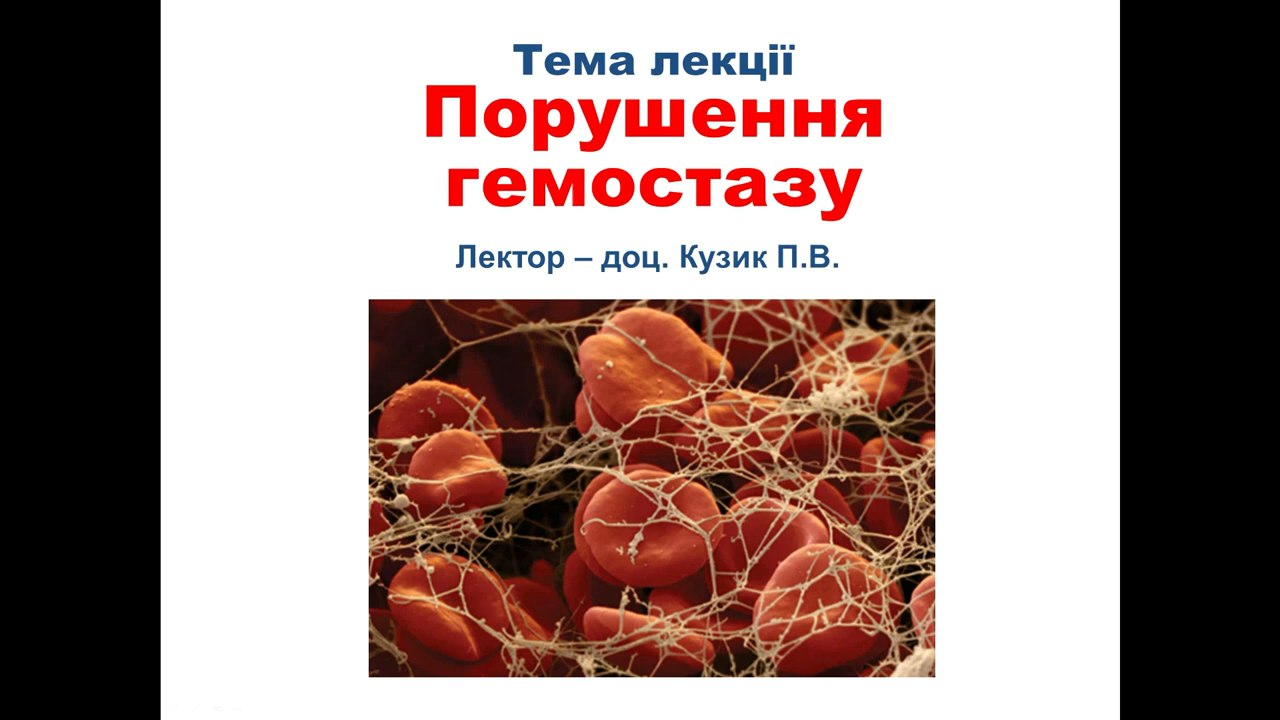 Тема лекції
Порушення
гемостазу
Лектор – доц. Кузик П.В.